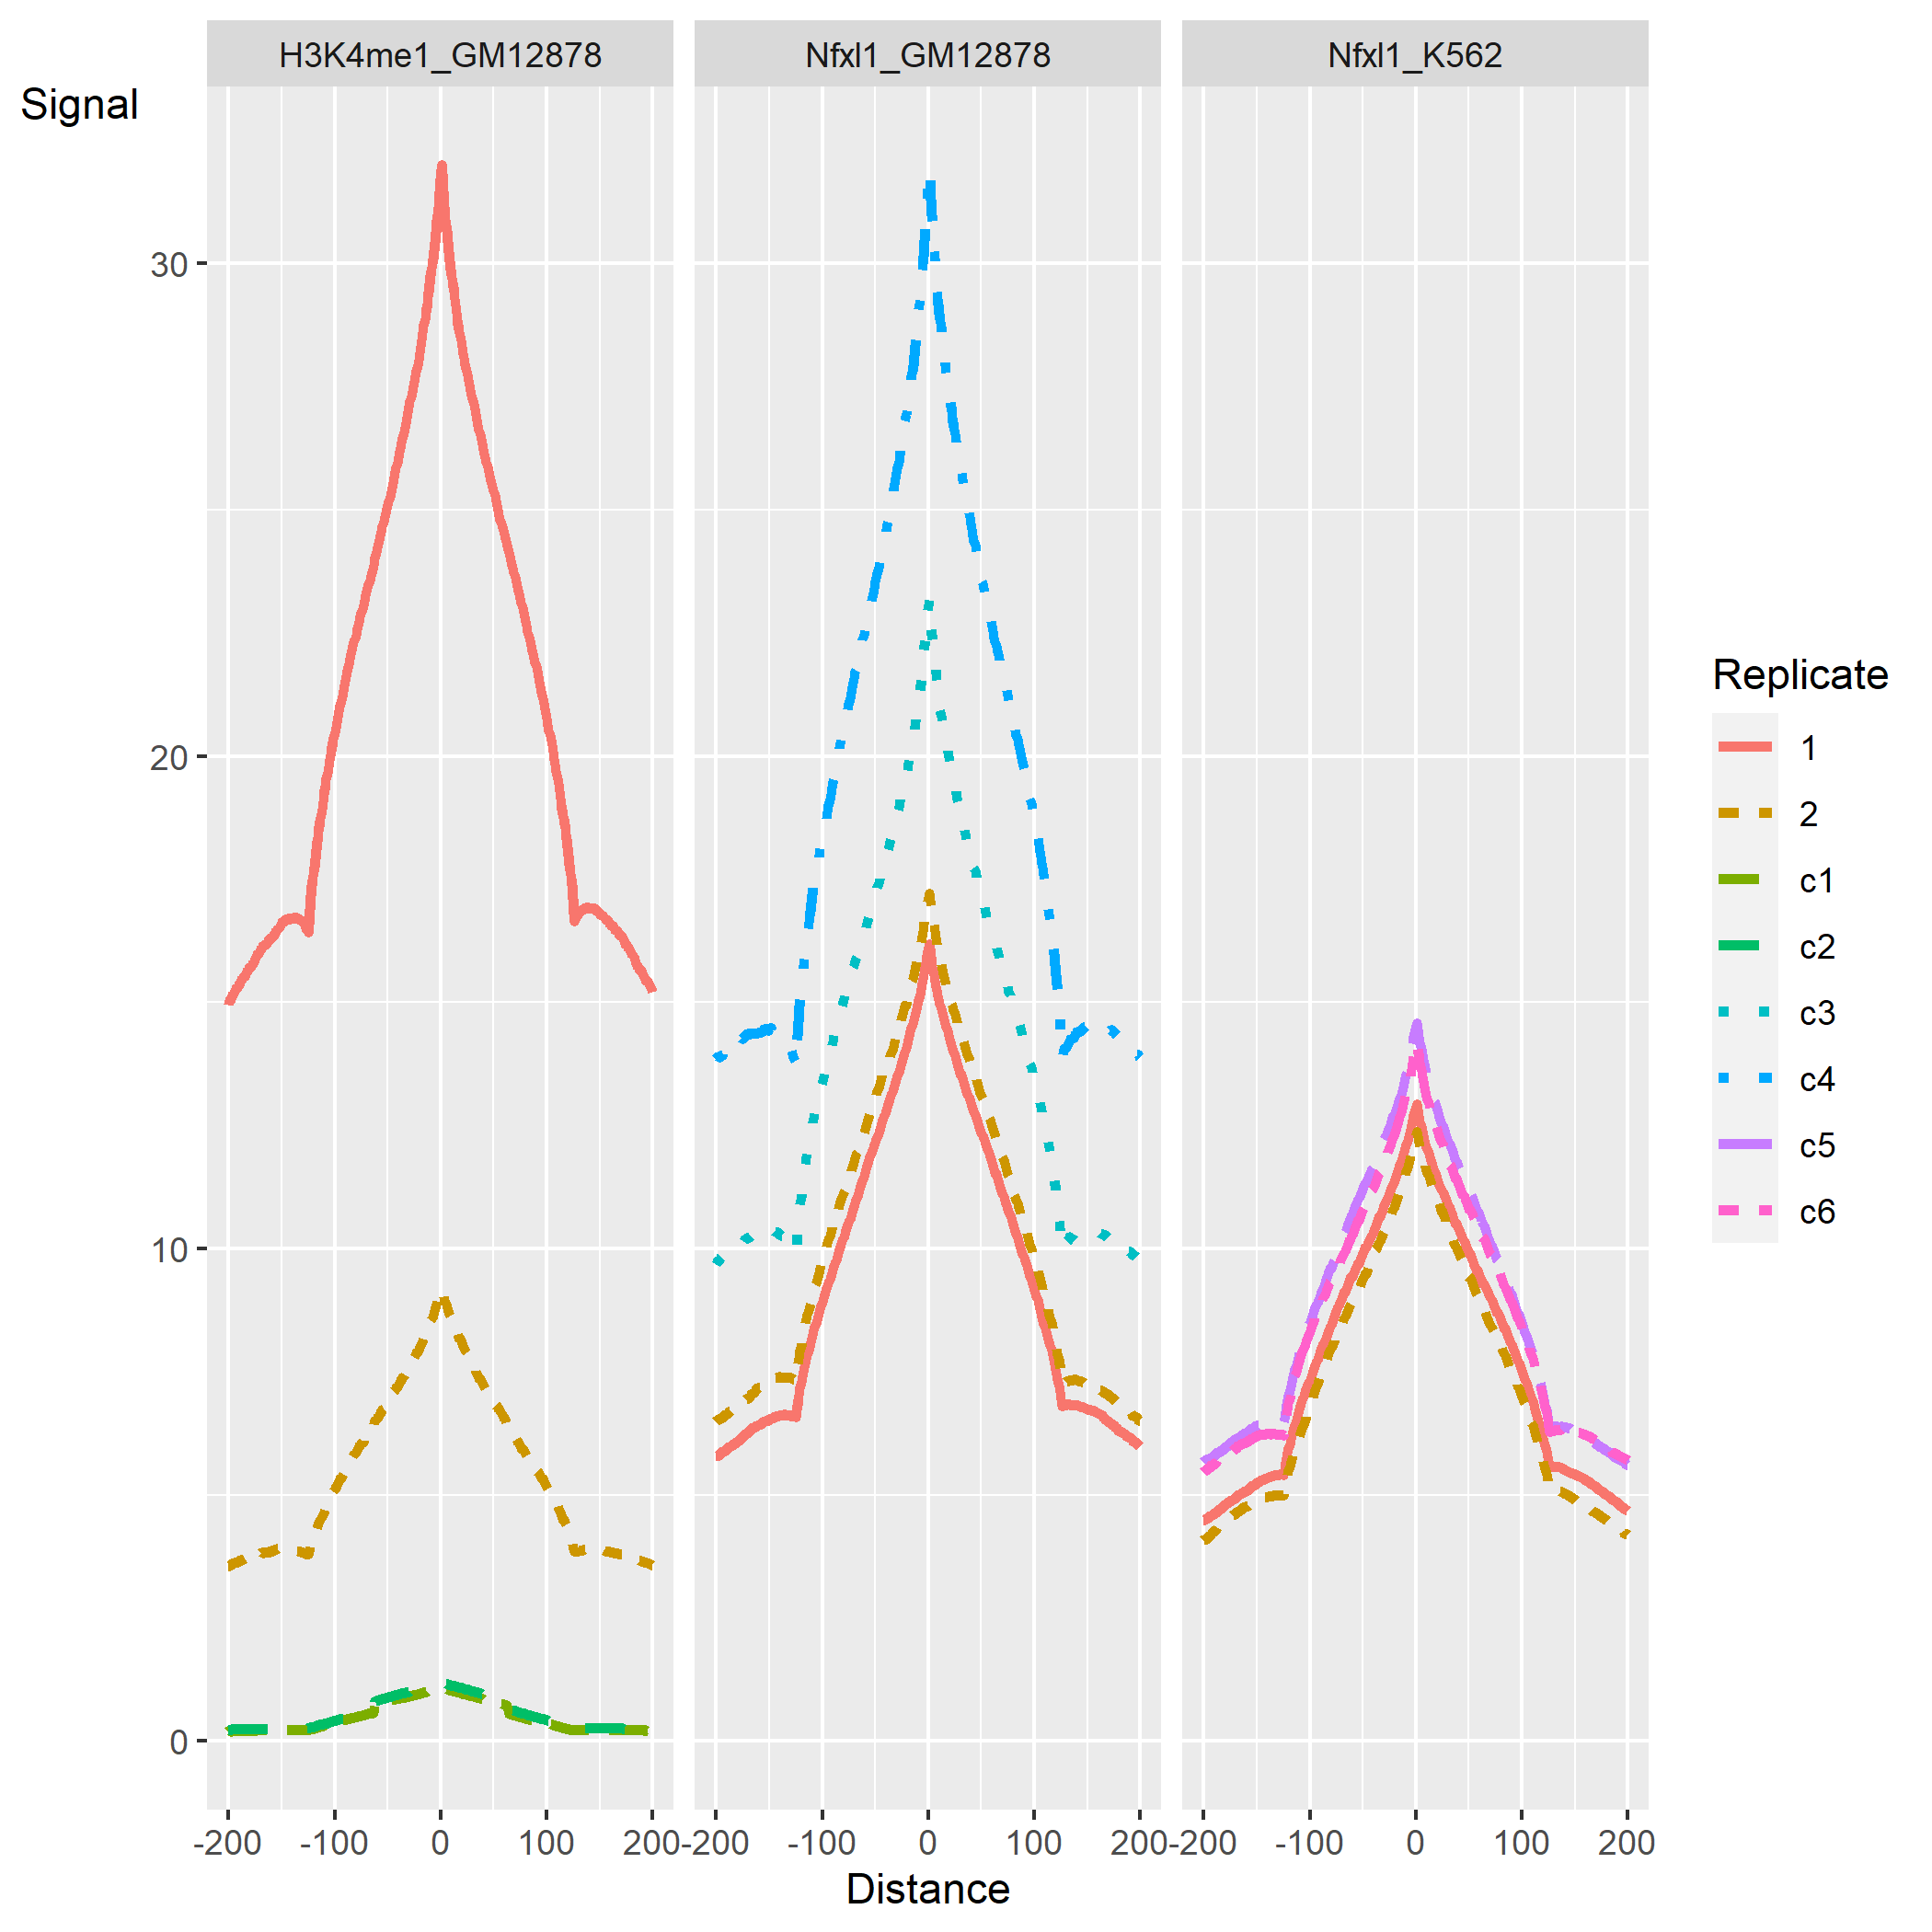 H3K4me1_GM12878 Nfxl1_GM12878 Nfxl1_K562
Signal
30
20
10
0
-200 -100 0 100 200 -200 -100 0 100 200 -200 -100 0 100 200
Distance
Replicate
1
2
c1
c2
c3
c4
c5
c6